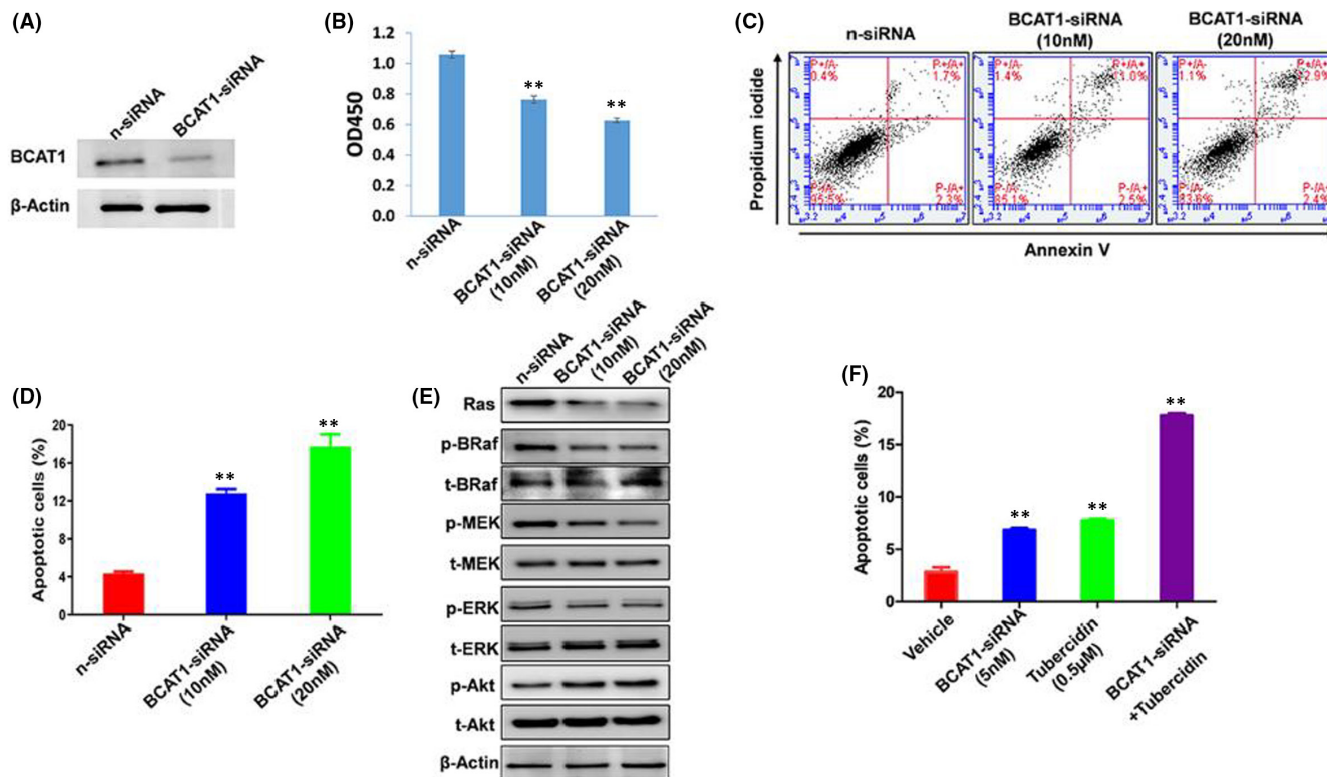 (A)
n-siRNA
BCAT1-siRNA
BCAT1
β-Actin
(B)
OD450
1.2
1.0
0.8
0.6
0.4
0.2
0.0
**
**
n-siRNA
BCAT1-siRNA
(10nM)
BCAT1-siRNA
(20nM)
(C)
n-siRNA
BCAT1-siRNA
(10nM)
BCAT1-siRNA
(20nM)
Propidium iodide
P+/A-
0.4%
P+/A+
1.7%
P-/A-
95.5%
P-/A+
2.3%
P+/A-
1.4%
P+/A+
11.0%
P-/A-
85.1%
P-/A+
2.5%
P+/A-
1.1%
P+/A+
12.9%
P-/A-
83.6%
P-/A+
2.4%
Annexin V
(D)
Apoptotic cells (%)
20
16
12
8
4
0
**
**
n-siRNA
BCAT1-siRNA
(10nM)
BCAT1-siRNA
(20nM)
(E)
n-siRNA
BCAT1-siRNA
(10nM)
BCAT1-siRNA
(20nM)
Ras
p-BRaf
t-BRaf
p-MEK
t-MEK
p-ERK
t-ERK
p-Akt
t-Akt
β-Actin
(F)
Apoptotic cells (%)
20
15
10
5
0
**
**
**
Vehicle
BCAT1-siRNA
(5nM)
Tubercidin
(0.5μM)
BCAT1-siRNA
+Tubercidin